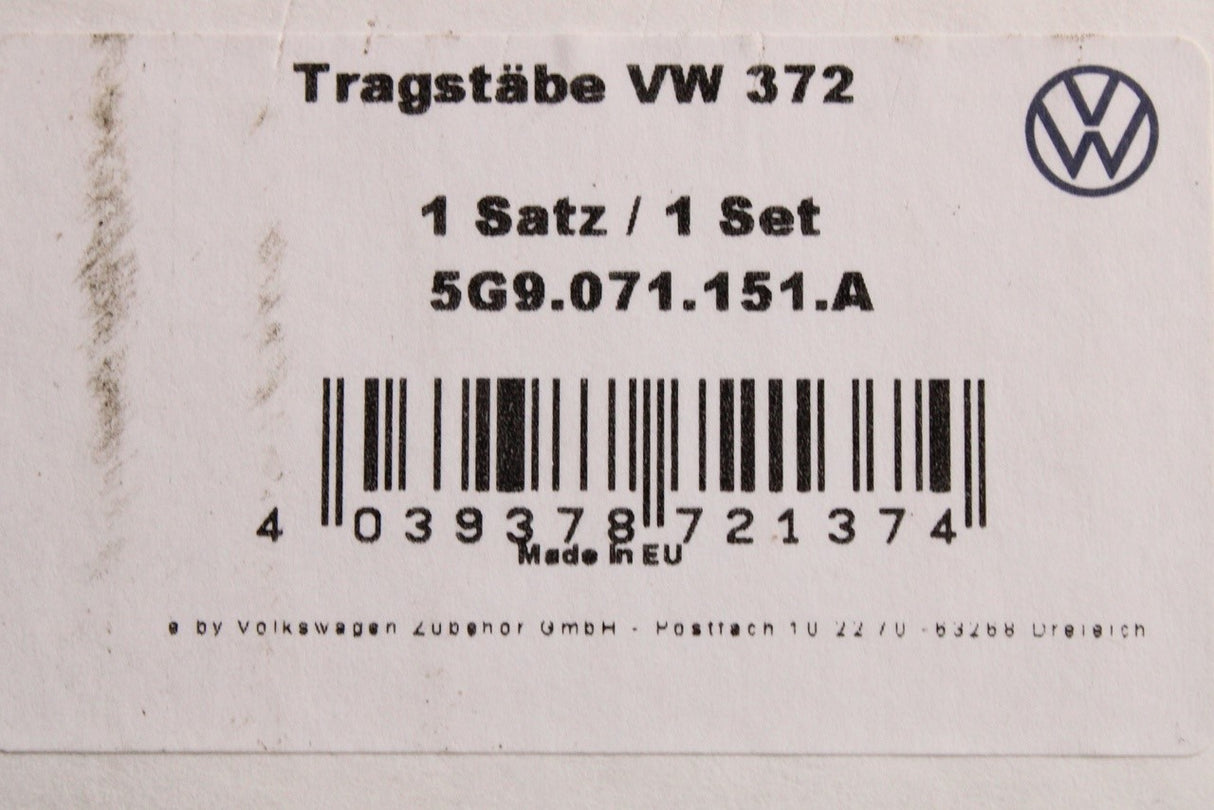 Tragstäbe VW 372
1 Satz / 1 Set
5G9.071.151.A
4 039378 721374
Made in EU
e by Volkswagen Zubehör GmbH - Postfach 10 22 70 - 63268 Dreieich